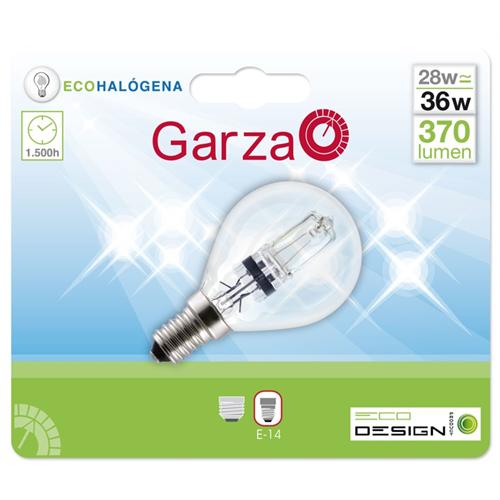 ECOHALÓGENA
1.500h
Garza
28w≃
36w
370
lumen
E-14
ECO
DESIGN